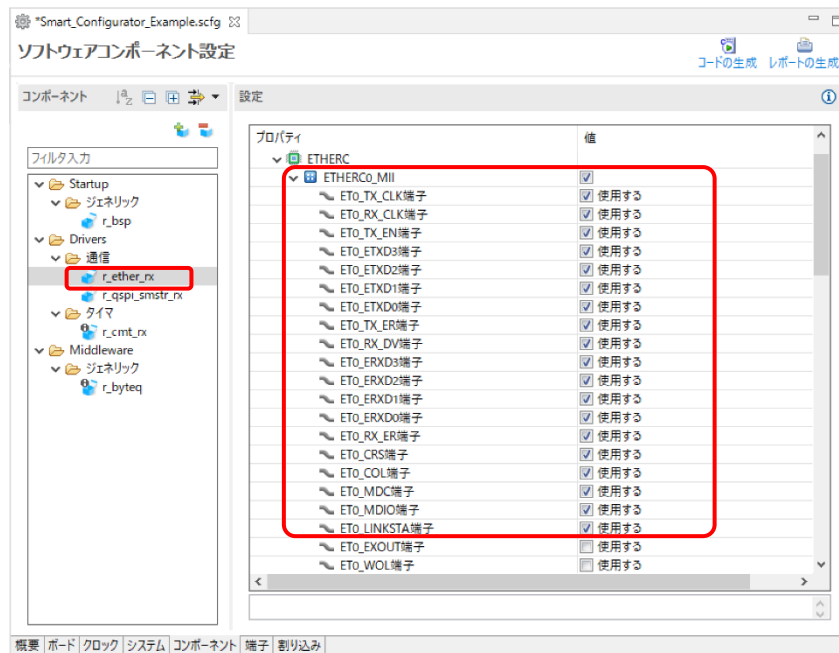 *Smart_Configurator_Example.scfg
ソフトウェアコンポーネント設定
コードの生成 レポートの生成
コンポーネント
設定
フィルタ入力
Startup
ジェネリック
r_bsp
Drivers
通信
r_ether_rx
r_qspi_smstr_rx
タイマ
r_cmt_rx
Middleware
ジェネリック
r_byteq
プロパティ 値
ETHERC
ETHERC0_MII
ET0_TX_CLK端子 使用する
ET0_RX_CLK端子 使用する
ET0_TX_EN端子 使用する
ET0_ETXD3端子 使用する
ET0_ETXD2端子 使用する
ET0_ETXD1端子 使用する
ET0_ETXD0端子 使用する
ET0_TX_ER端子 使用する
ET0_RX_DV端子 使用する
ET0_ERXD3端子 使用する
ET0_ERXD2端子 使用する
ET0_ERXD1端子 使用する
ET0_ERXD0端子 使用する
ET0_RX_ER端子 使用する
ET0_CRS端子 使用する
ET0_COL端子 使用する
ET0_MDC端子 使用する
ET0_MDIO端子 使用する
ET0_LINKSTA端子 使用する
ET0_EXOUT端子 使用する
ET0_WOL端子 使用する
概要 ボード クロック システム コンポーネント 端子 割り込み